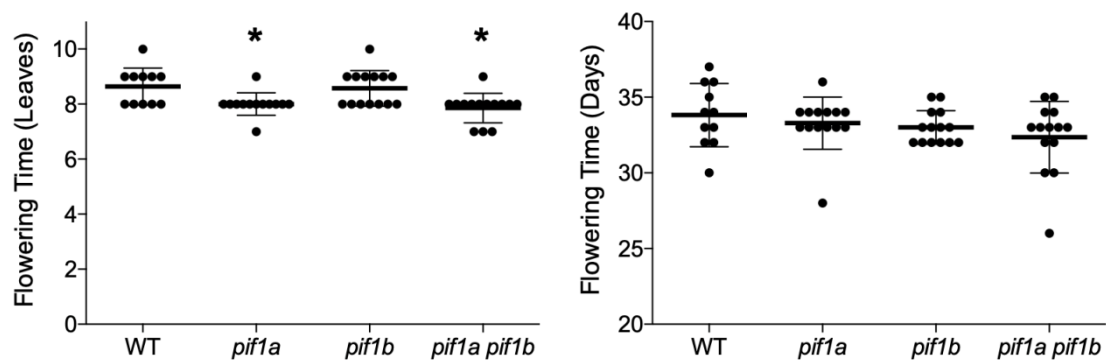 Flowering Time (Leaves)
10
8
6
4
2
0
*
*
WT
pif1a
pif1b
pif1a pif1b
Flowering Time (Days)
40
35
30
25
20
WT
pif1a
pif1b
pif1a pif1b